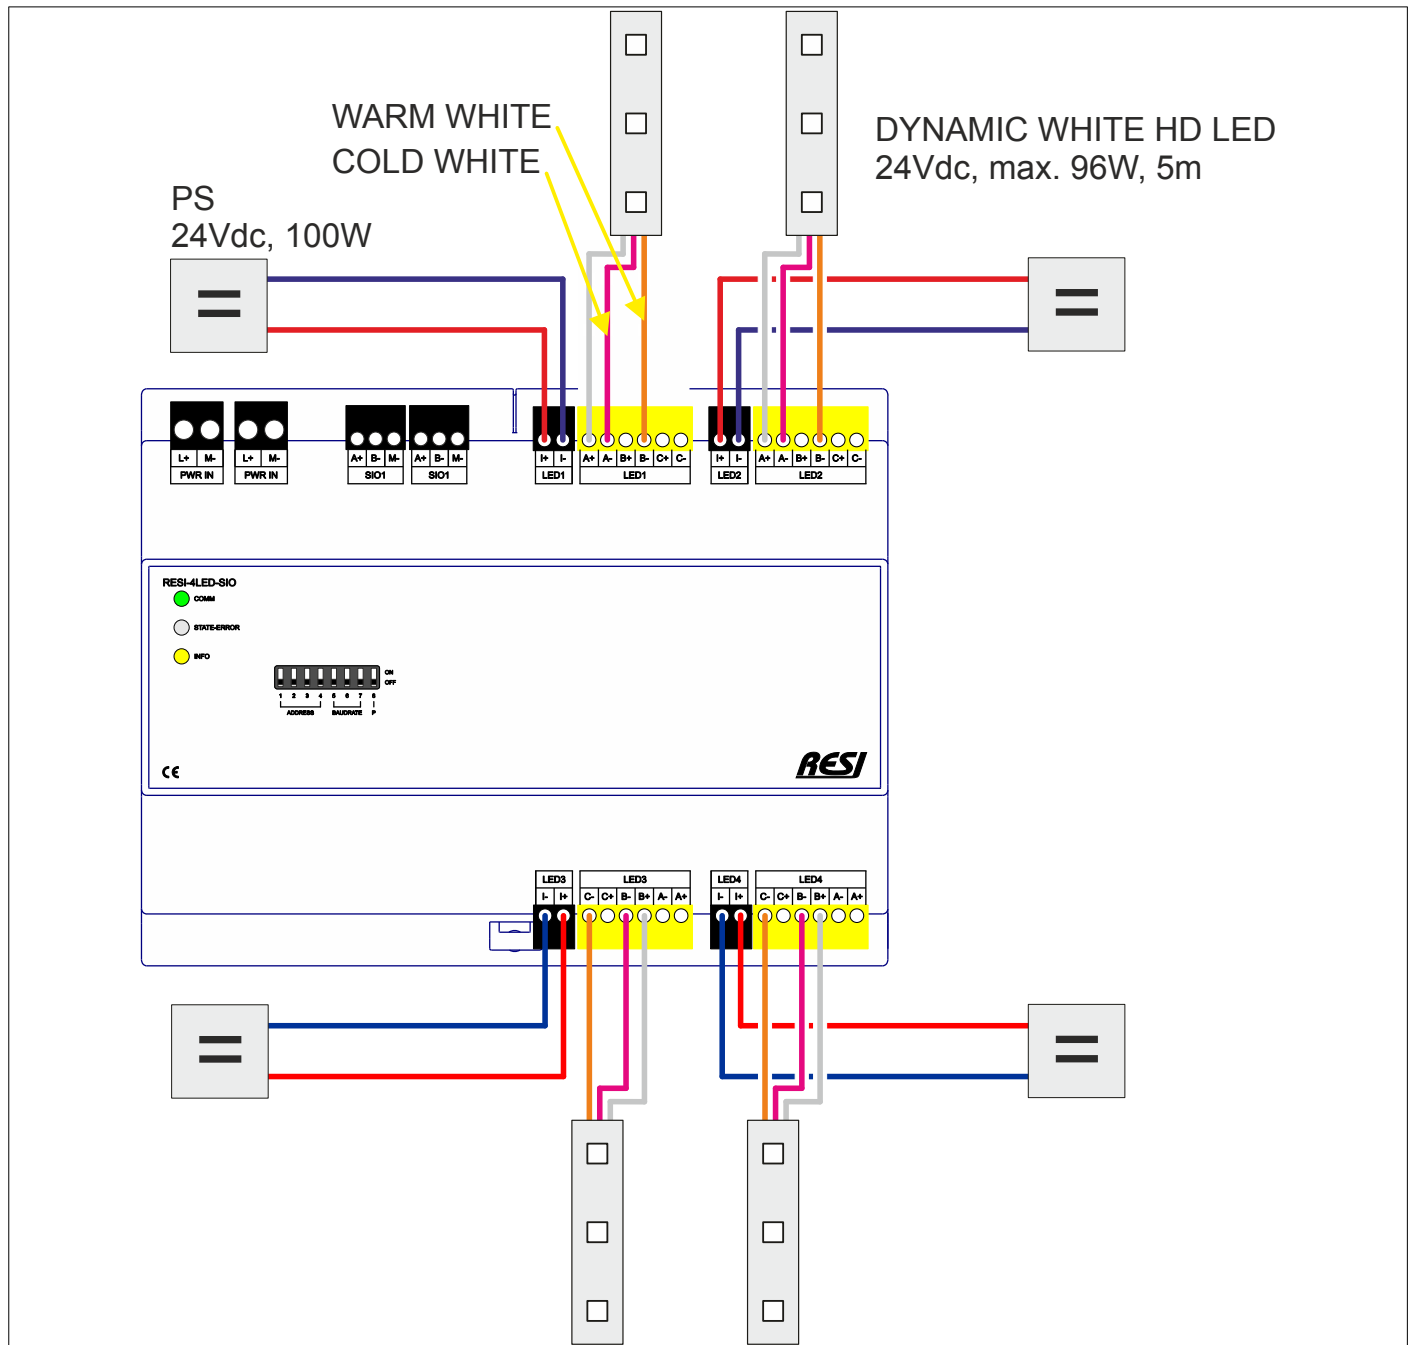 WARM WHITE
COLD WHITE
DYNAMIC WHITE HD LED
24Vdc, max. 96W, 5m
PS
24Vdc, 100W
L+ M- L+ M- A+ B- M- A+ B- M- I+ I- A+ A- B+ B- C+ C- I+ I- A+ A- B+ B- C+ C-
PWR IN PWR IN SIO1 SIO1 LED1 LED1 LED2 LED2
RESI-4LED-SIO
COMM
STATE-ERROR
INFO
ON
OFF
1 2 3 4 5 6 7 8
ADDRESS BAUDRATE P
CE RESI
LED3 LED3 LED4 LED4
I- I+ C- C+ B- B+ A- A+ I- I+ C- C+ B- B+ A- A+